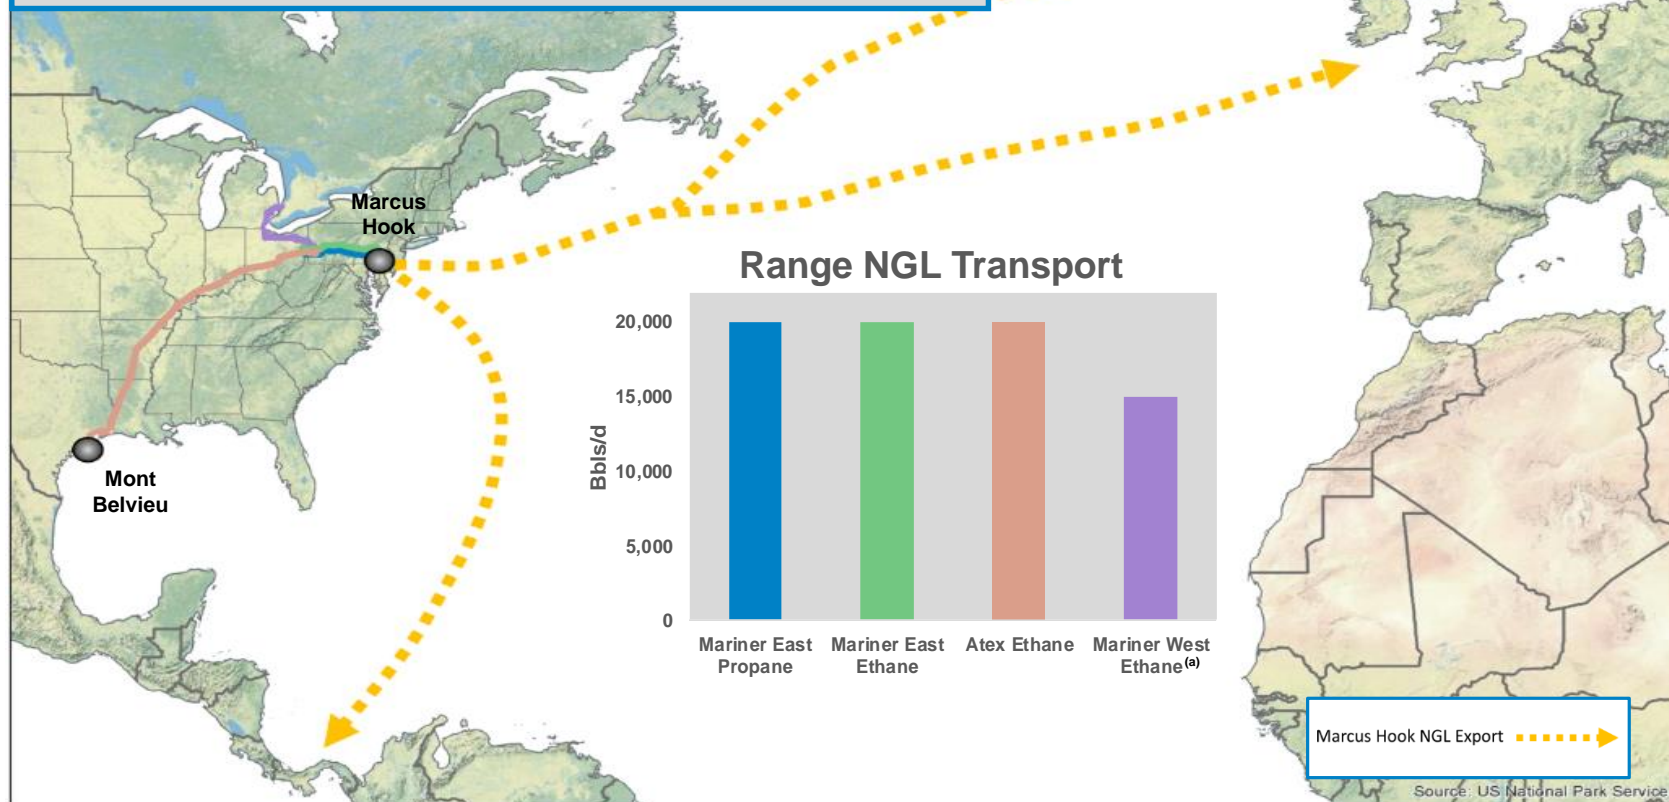 Marcus
Hook
Mont
Belvieu
Range NGL Transport
Bbls/d
20,000
15,000
10,000
5,000
0
Mariner East
Propane
Mariner East
Ethane
Atex Ethane
Mariner West
Ethane(a)
Marcus Hook NGL Export
Source: US National Park Service